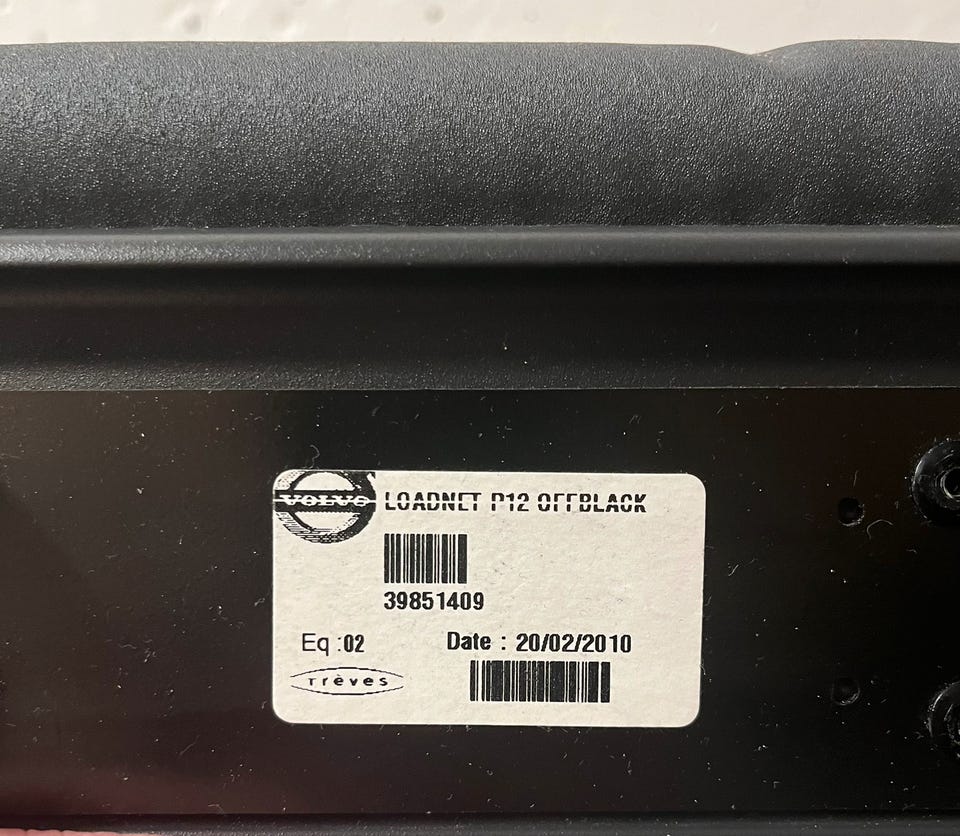 VOLVO LOADNET P12 OFFBLACK
39851409
Eq :02 Date : 20/02/2010
Trèves